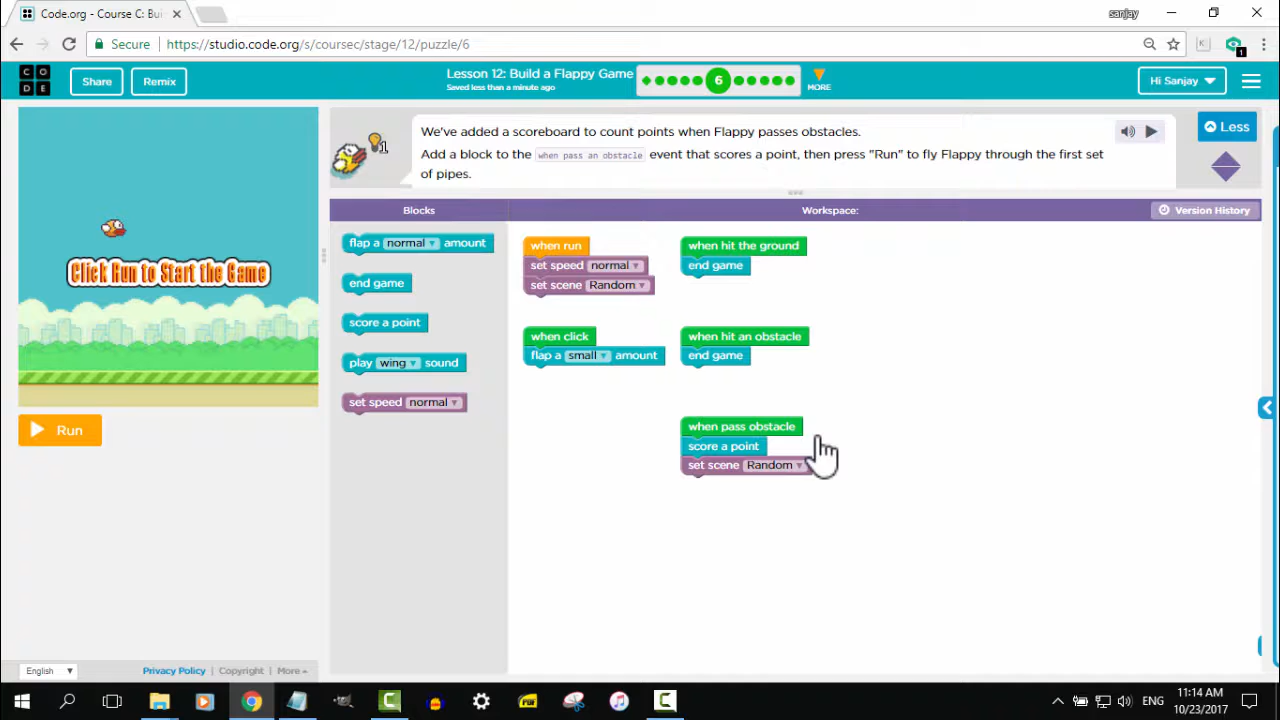 Code.org - Course C: Bui
sanjay
Secure
https://studio.code.org/s/coursec/stage/12/puzzle/6
K
1
C O
D E
Share
Remix
Lesson 12: Build a Flappy Game
Saved less than a minute ago
6
MORE
Hi Sanjay
1
We've added a scoreboard to count points when Flappy passes obstacles.
Add a block to the when pass an obstacle event that scores a point, then press "Run" to fly Flappy through the first set
of pipes.
Less
Blocks
Workspace:
Version History
flap a normal amount
end game
score a point
play wing sound
set speed normal
when run
set speed normal
set scene Random
when hit the ground
end game
when click
flap a small amount
when hit an obstacle
end game
when pass obstacle
score a point
set scene Random
Click Run to Start the Game
Run
English
Privacy Policy
Copyright
More
C
PDF
C
ENG
11:14 AM
10/23/2017